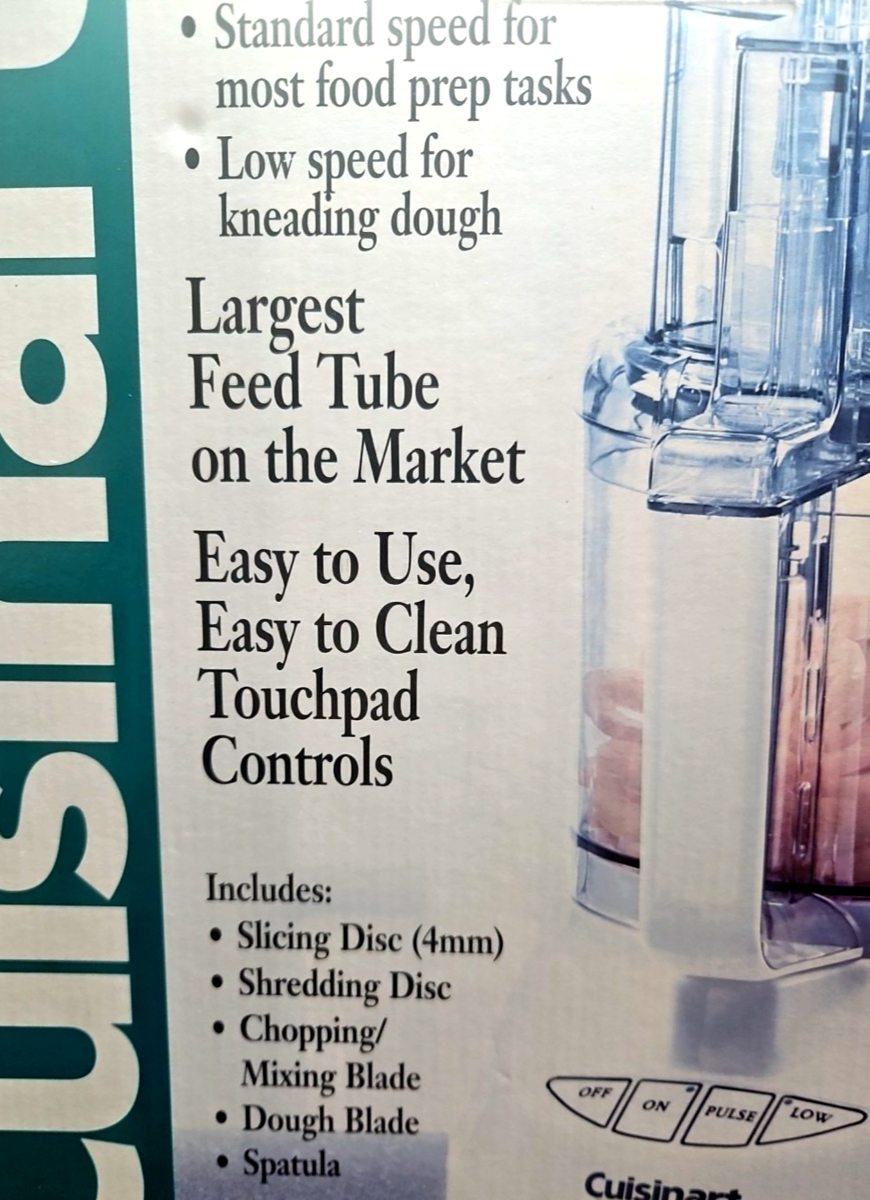 • Standard speed for
most food prep tasks
• Low speed for
kneading dough
Largest
Feed Tube
on the Market
Easy to Use,
Easy to Clean
Touchpad
Controls
Includes:
• Slicing Disc (4mm)
• Shredding Disc
• Chopping/
Mixing Blade
• Dough Blade
• Spatula
OFF ON PULSE LOW
Cuisinart
Cuisinart